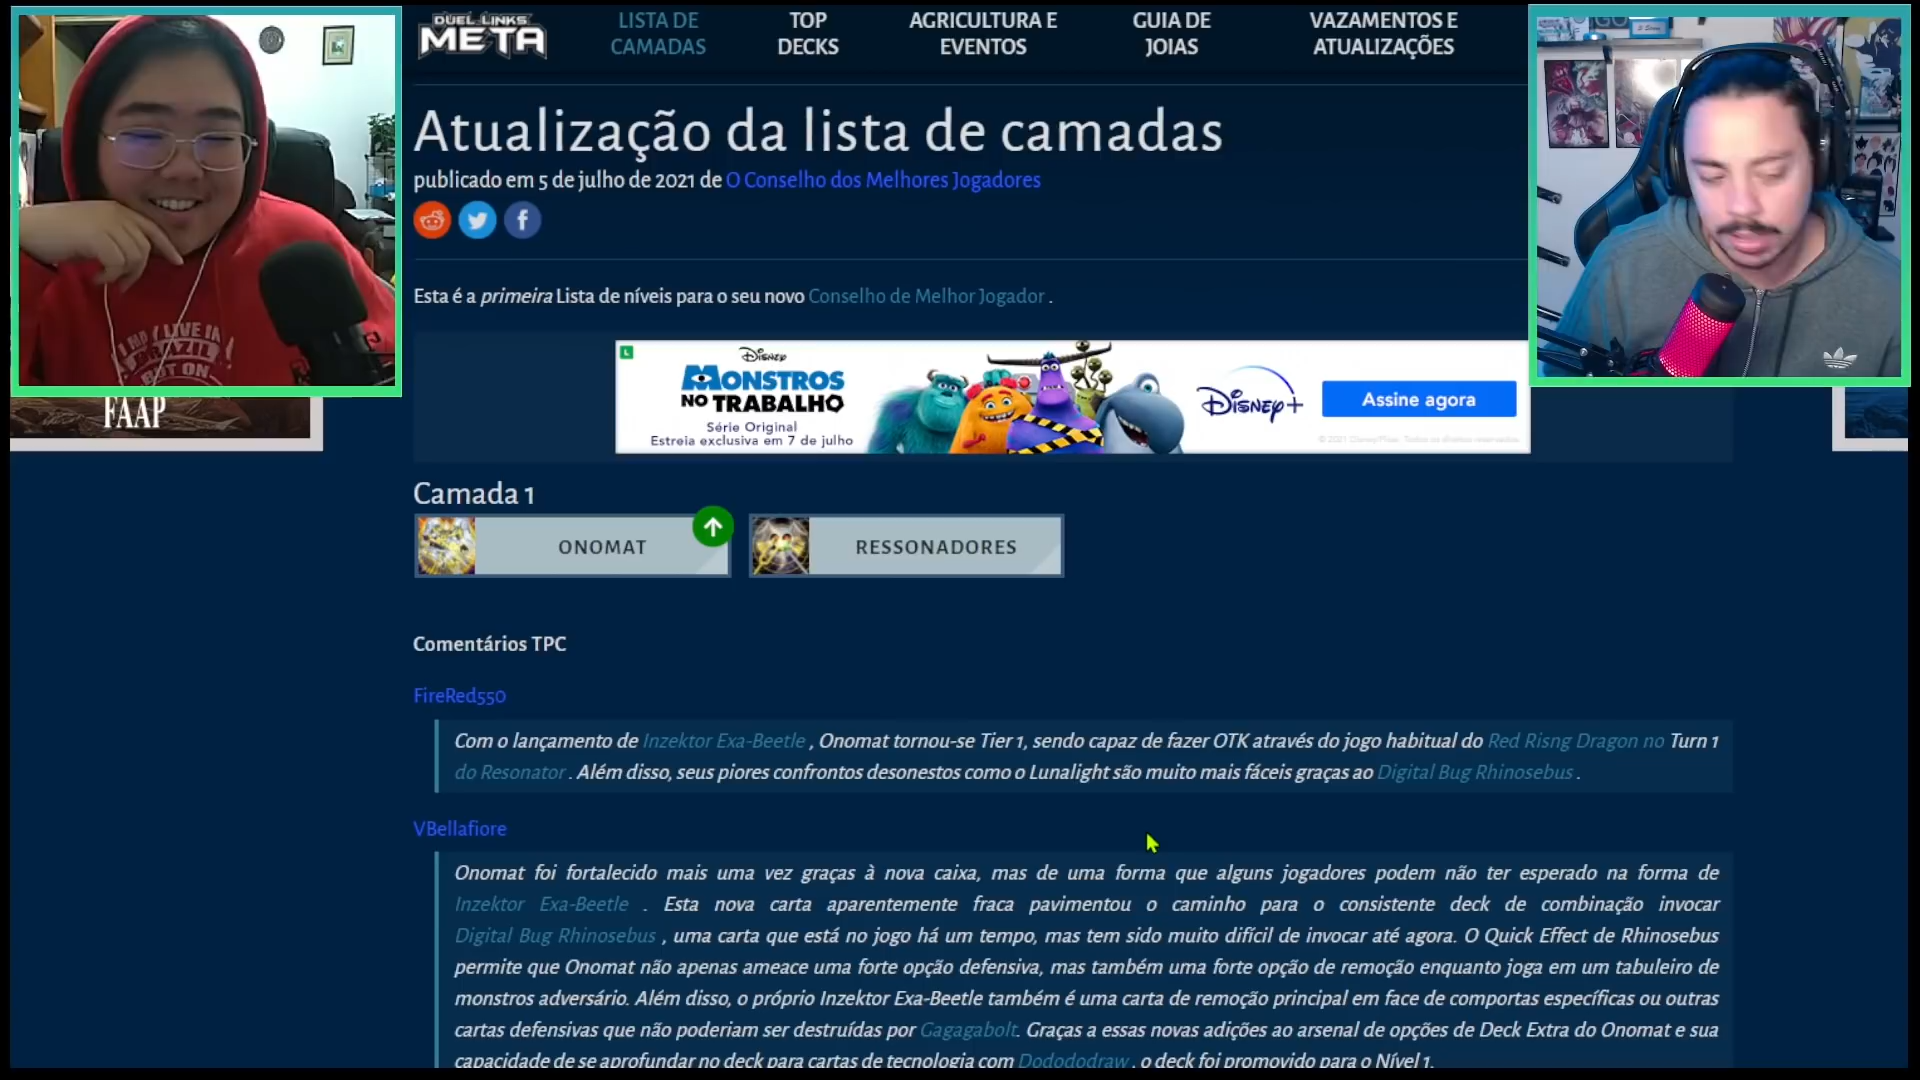 DUEL LINKS
META
LISTA DE
CAMADAS
TOP
DECKS
AGRICULTURA E
EVENTOS
GUIA DE
JOIAS
VAZAMENTOS E
ATUALIZAÇÕES
Atualização da lista de camadas
publicado em 5 de julho de 2021 de O Conselho dos Melhores Jogadores
Esta é a primeira Lista de níveis para o seu novo Conselho de Melhor Jogador .
Disney
MONSTROS
NO TRABALHO
Série Original
Estreia exclusiva em 7 de julho
Disney+
Assine agora
LIVE IN
BRAZIL
BUT ON
FAAP
Camada 1
ONOMAT
RESSONADORES
Comentários TPC
FireRed550
Com o lançamento de Inzektor Exa-Beetle , Onomat tornou-se Tier 1, sendo capaz de fazer OTK através do jogo habitual do Red Risng Dragon no Turn 1
do Resonator . Além disso, seus piores confrontos desonestos como o Lunalight são muito mais fáceis graças ao Digital Bug Rhinosebus .
VBellafiore
Onomat foi fortalecido mais uma vez graças à nova caixa, mas de uma forma que alguns jogadores podem não ter esperado na forma de
Inzektor Exa-Beetle . Esta nova carta aparentemente fraca pavimentou o caminho para o consistente deck de combinação invocar
Digital Bug Rhinosebus , uma carta que está no jogo há um tempo, mas tem sido muito difícil de invocar até agora. O Quick Effect de Rhinosebus
permite que Onomat não apenas ameace uma forte opção defensiva, mas também uma forte opção de remoção enquanto joga em um tabuleiro de
monstros adversário. Além disso, o próprio Inzektor Exa-Beetle também é uma carta de remoção principal em face de comportas específicas ou outras
cartas defensivas que não poderiam ser destruídas por Gagagabolt. Graças a essas novas adições ao arsenal de opções de Deck Extra do Onomat e sua
capacidade de se aprofundar no deck para cartas de tecnologia com Dodododraw , o deck foi promovido para o Nível 1.